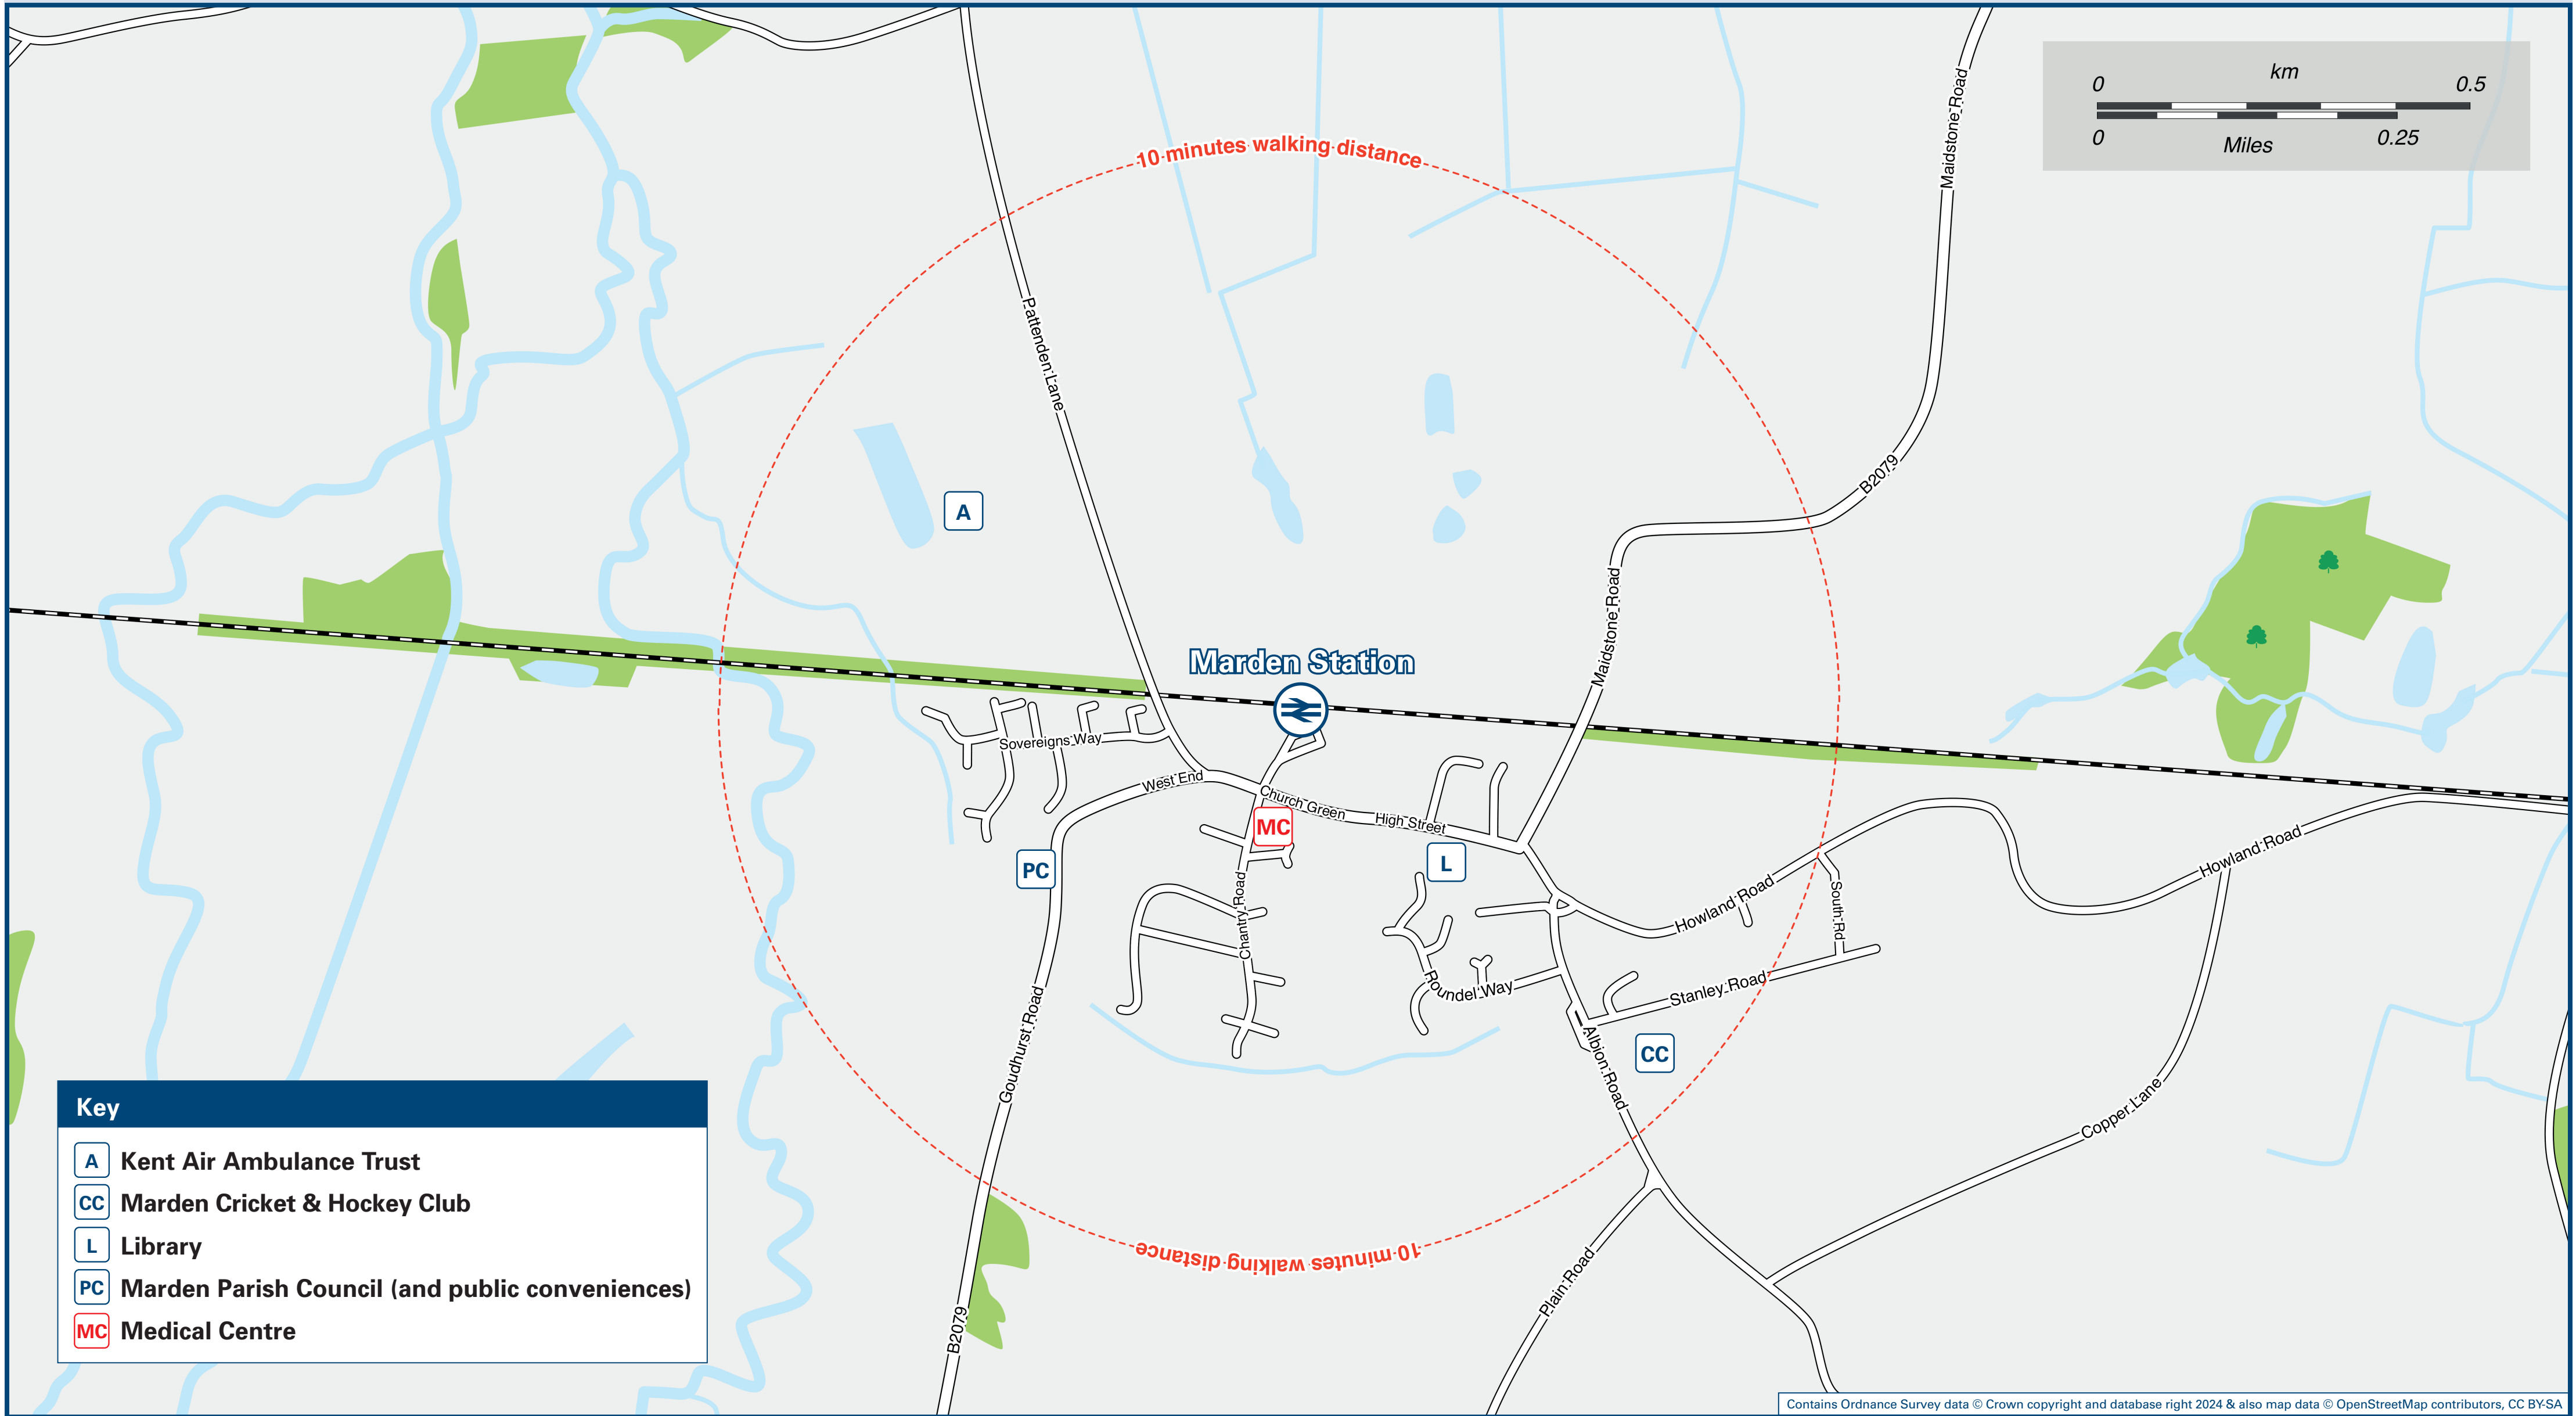 km
0 0.5
0 Miles 0.25
Maidstone Road
10 minutes walking distance
Pattenden Lane
B2079
A
Maidstone Road
Marden Station
Sovereigns Way
West End
Church Green
High Street
MC
L
PC
Howland Road
Howland Road
South Rd
Chantry Road
Roundel Way
Stanley Road
Goudhurst Road
CC
Albion Road
Copper Lane
10 minutes walking distance
Plain Road
B2079
Key
A Kent Air Ambulance Trust
CC Marden Cricket & Hockey Club
L Library
PC Marden Parish Council (and public conveniences)
MC Medical Centre
Contains Ordnance Survey data © Crown copyright and database right 2024 & also map data © OpenStreetMap contributors, CC BY-SA